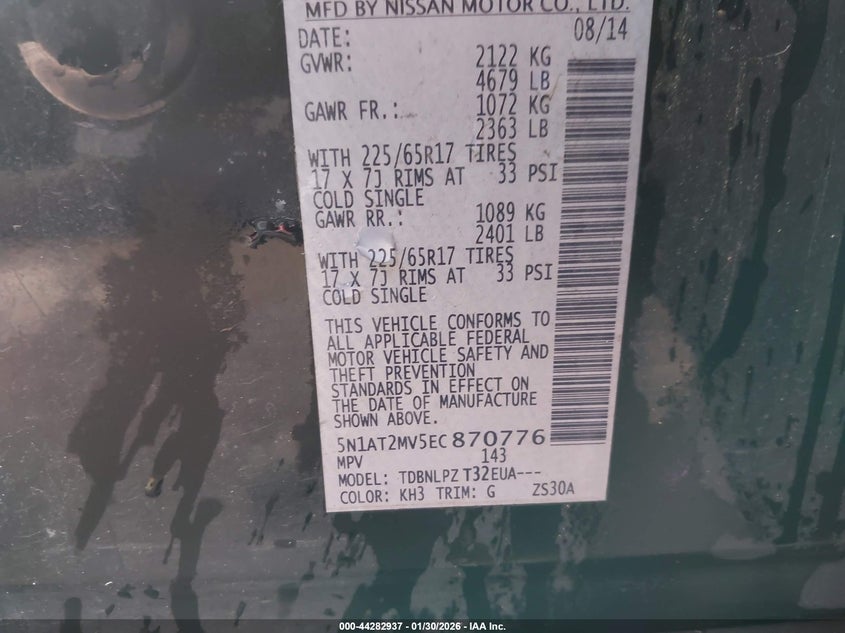 MFD BY NISSAN MOTOR CO., LTD.
DATE: 08/14
GVWR: 2122 KG
4679 LB
GAWR FR.: 1072 KG
2363 LB
WITH 225/65R17 TIRES
17 X 7J RIMS AT 33 PSI
COLD SINGLE
GAWR RR.: 1089 KG
2401 LB
WITH 225/65R17 TIRES
17 X 7J RIMS AT 33 PSI
COLD SINGLE
THIS VEHICLE CONFORMS TO
ALL APPLICABLE FEDERAL
MOTOR VEHICLE SAFETY AND
THEFT PREVENTION
STANDARDS IN EFFECT ON
THE DATE OF MANUFACTURE
SHOWN ABOVE.
5N1AT2MV5EC870776
MPV 143
MODEL: TDBNLPZ T32EUA---
COLOR: KH3 TRIM: G ZS30A
000-44282937 - 01/30/2026 - IAA Inc.